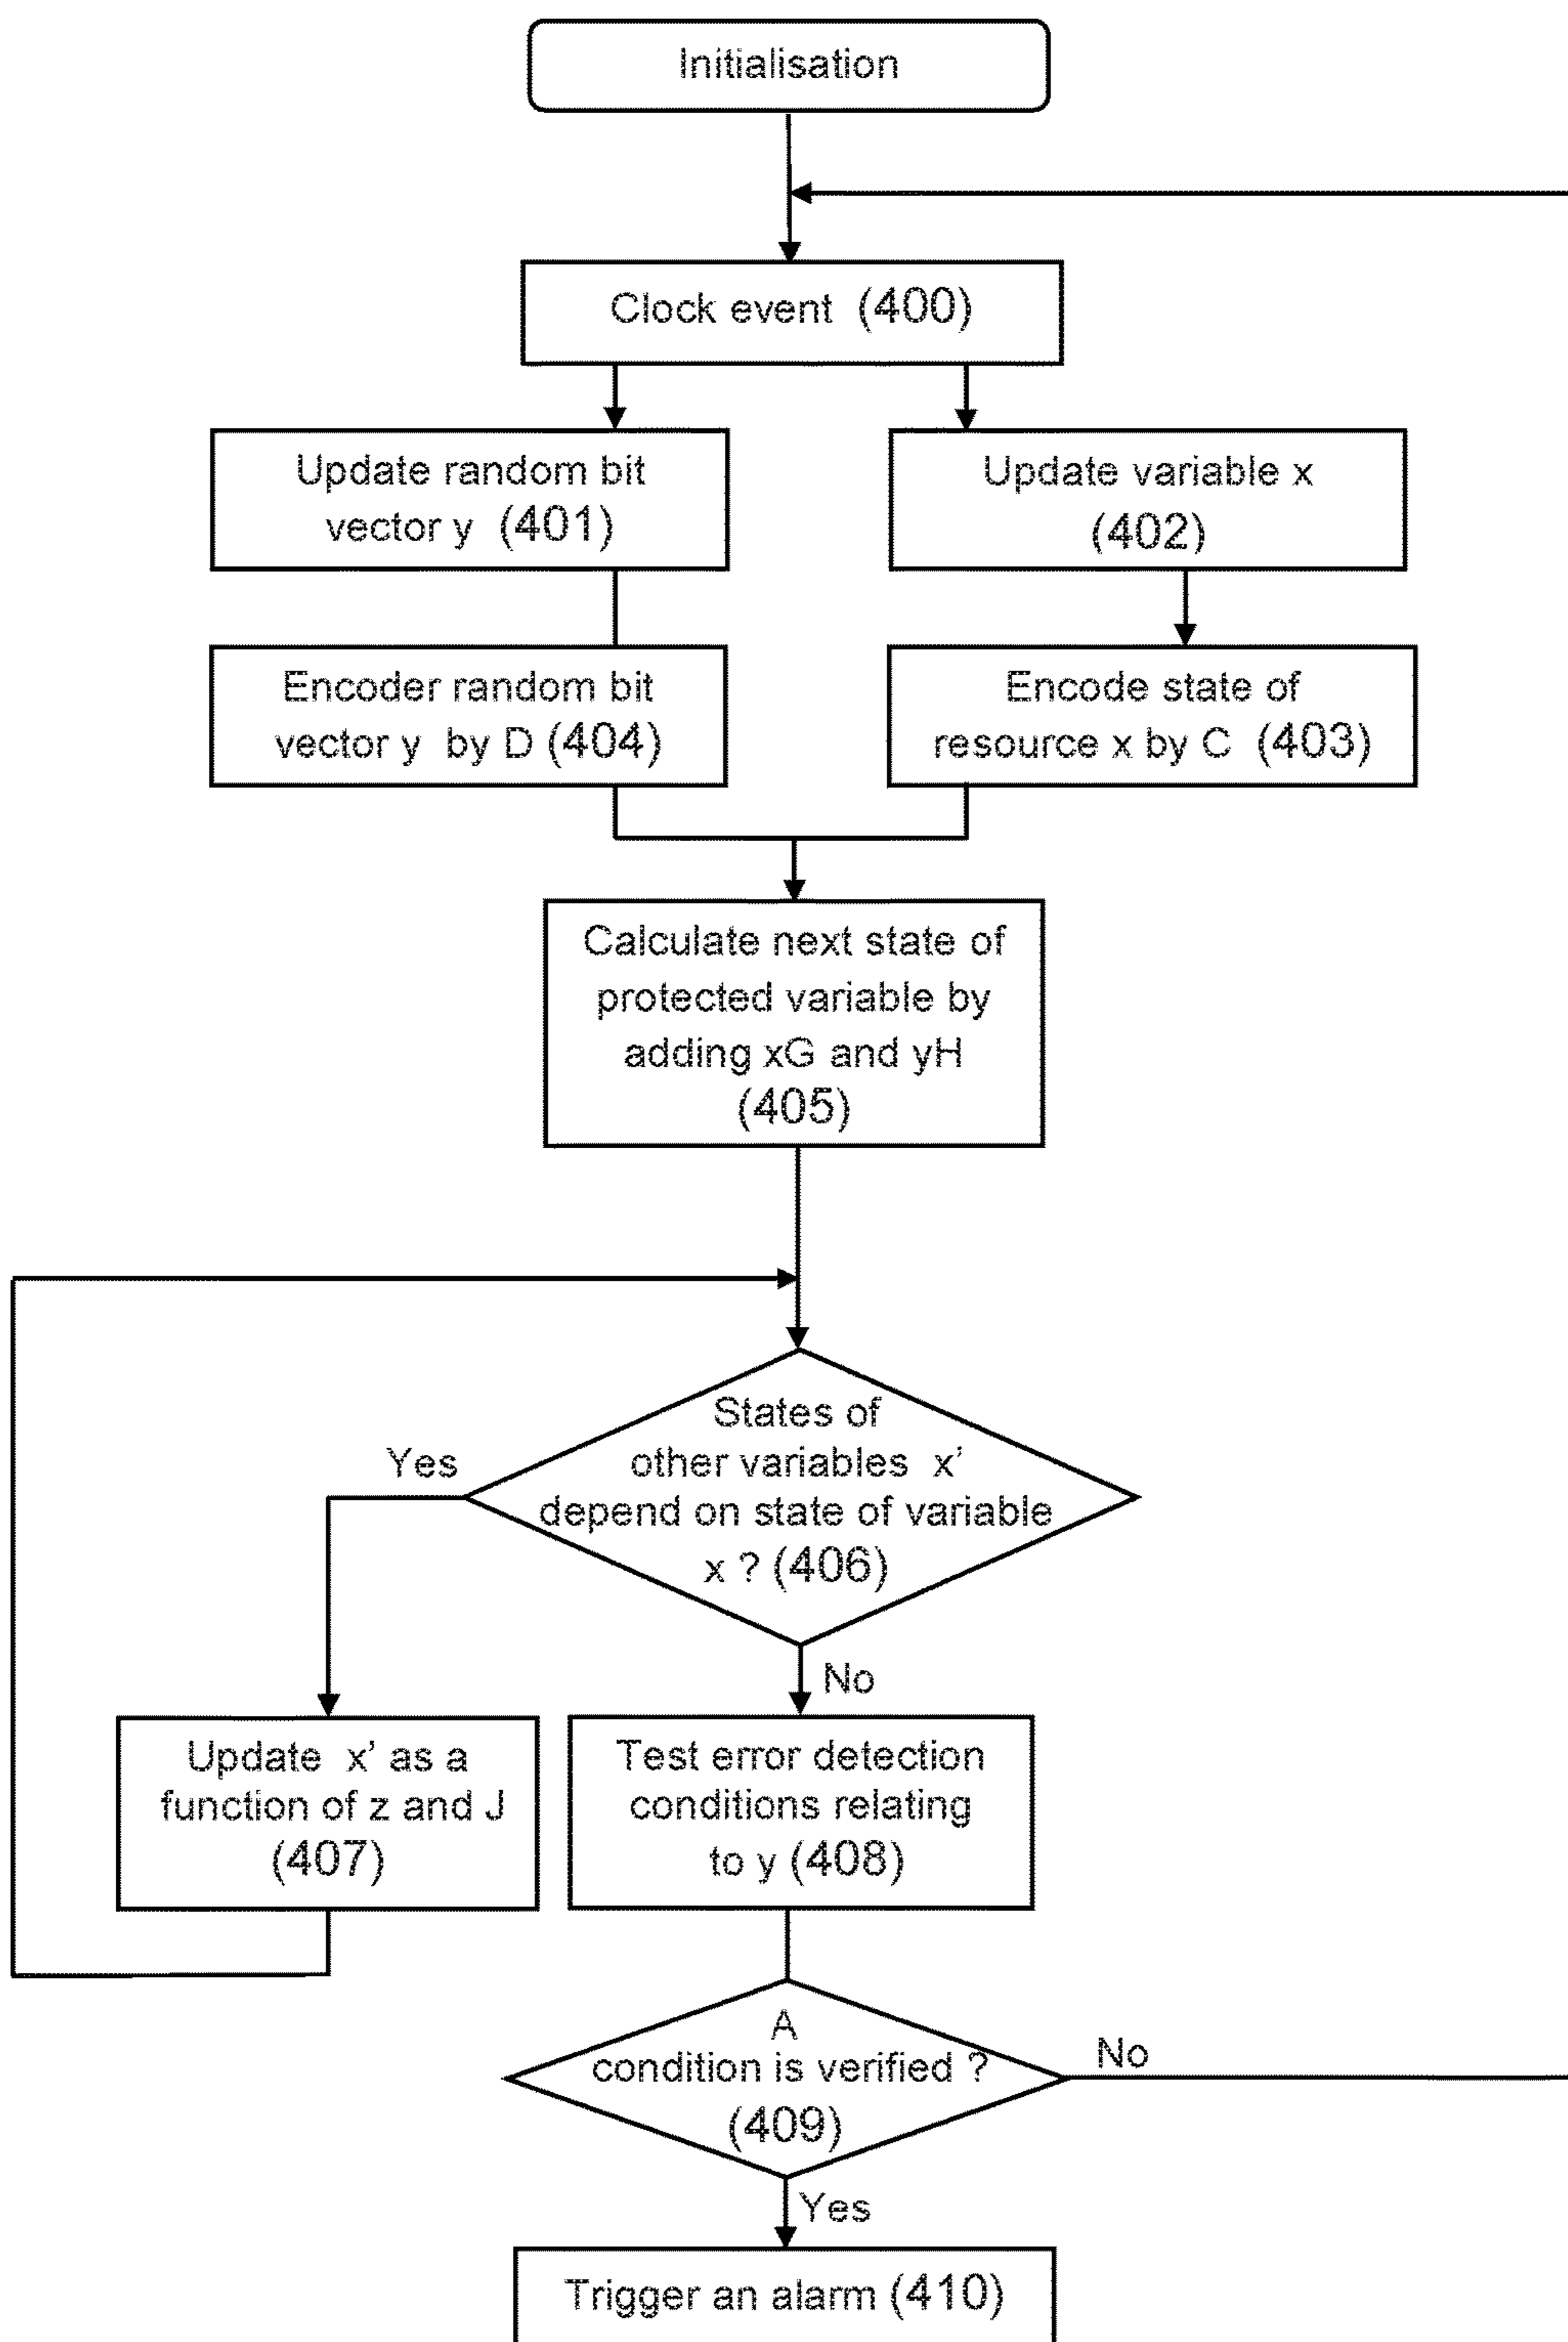 Initialisation
Clock event (400)
Update random bit
vector y (401)
Update variable x
(402)
Encoder random bit
vector y by D (404)
Encode state of
resource x by C (403)
Calculate next state of
protected variable by
adding xG and yH
(405)
States of
other variables x'
depend on state of variable
x ? (406)
Yes
No
Update x' as a
function of z and J
(407)
Test error detection
conditions relating
to y (408)
A
condition is verified ?
(409)
No
Yes
Trigger an alarm (410)